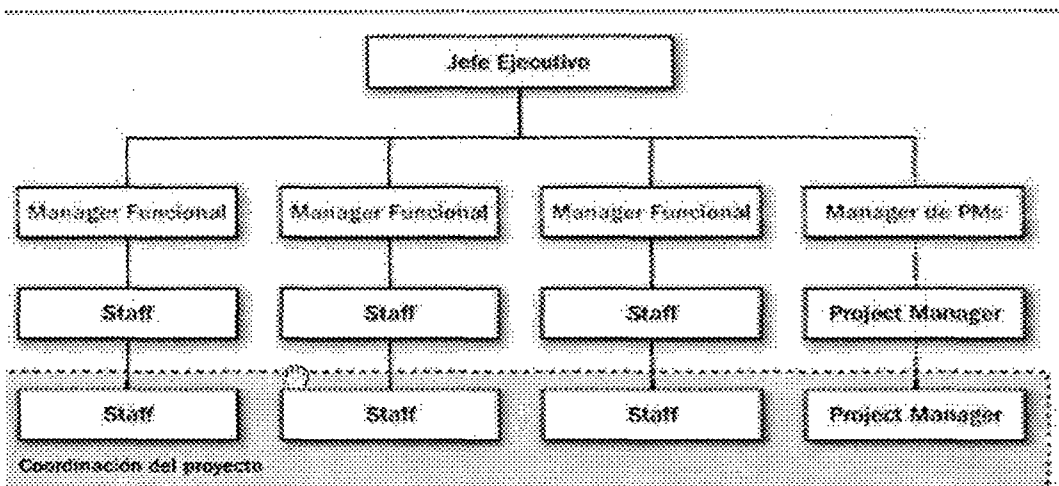 Jefe Ejecutivo
Manager Funcional
Manager Funcional
Manager Funcional
Manager de PMs
Staff
Staff
Staff
Project Manager
Staff
Staff
Staff
Project Manager
Coordinación del proyecto